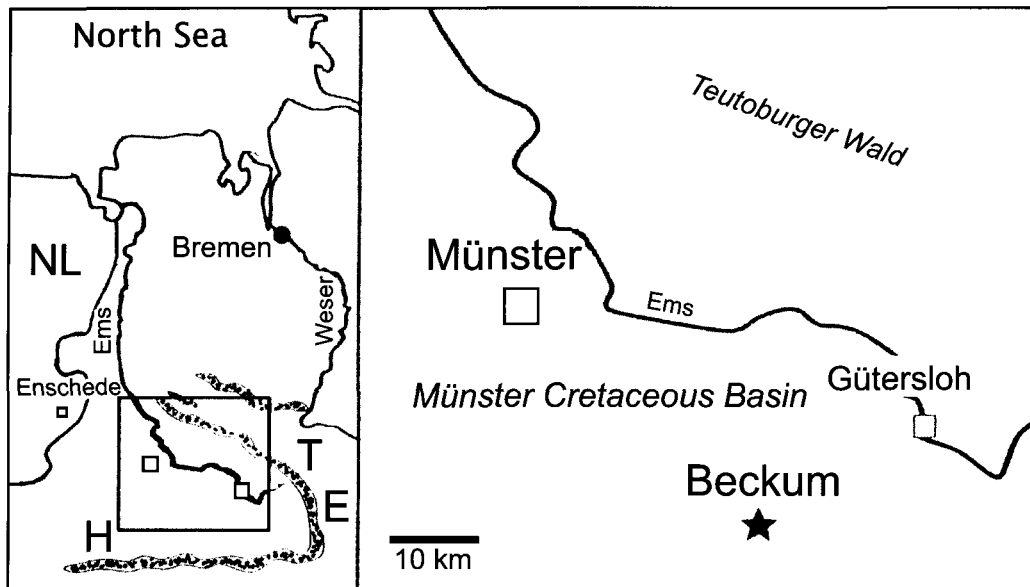 North Sea
Bremen
NL
Ems
Weser
Enschede
T
E
H
Teutoburger Wald
Münster
Ems
Gütersloh
Münster Cretaceous Basin
Beckum
10 km